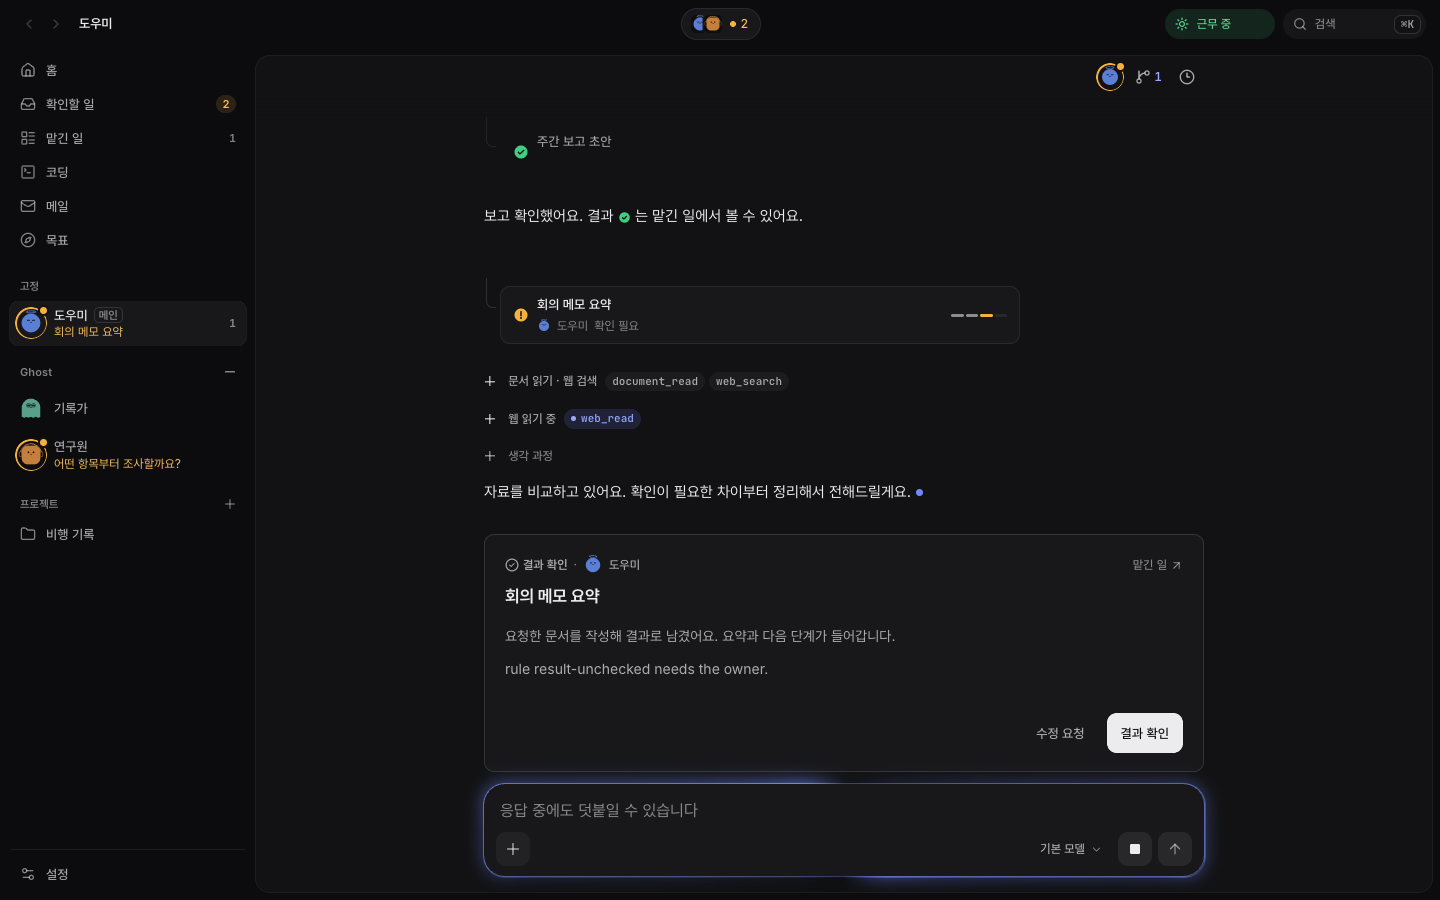 도우미
2
근무 중
검색
⌘K
홈
확인할 일
2
맡긴 일
1
코딩
메일
목표
고정
도우미 메인
회의 메모 요약
1
Ghost
기록가
연구원
어떤 항목부터 조사할까요?
프로젝트
비행 기록
설정
1
주간 보고 초안
보고 확인했어요. 결과 는 맡긴 일에서 볼 수 있어요.
회의 메모 요약
도우미 확인 필요
문서 읽기 · 웹 검색 document_read web_search
웹 읽기 중 web_read
생각 과정
자료를 비교하고 있어요. 확인이 필요한 차이부터 정리해서 전해드릴게요.
결과 확인 · 도우미
맡긴 일
회의 메모 요약
요청한 문서를 작성해 결과로 남겼어요. 요약과 다음 단계가 들어갑니다.
rule result-unchecked needs the owner.
수정 요청
결과 확인
응답 중에도 덧붙일 수 있습니다
기본 모델